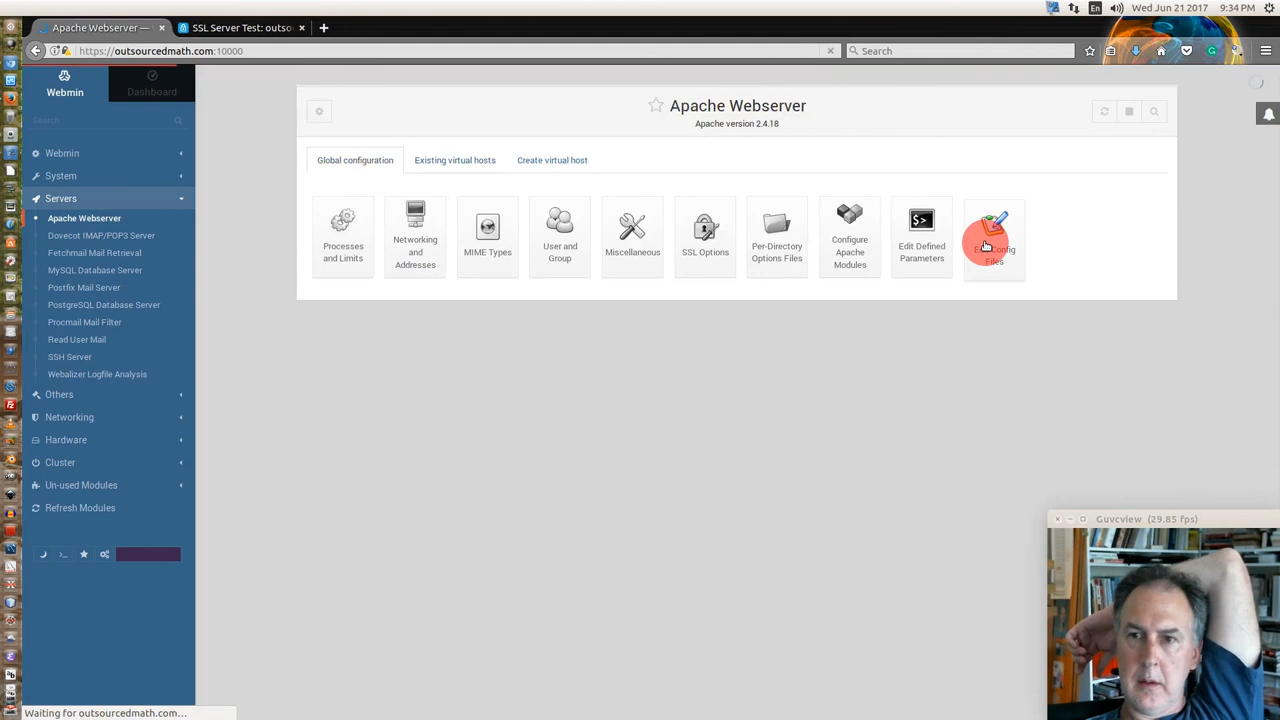 En
Wed Jun 21 2017 9:34 PM
Apache Webserver —
SSL Server Test: outso
https://outsourcedmath.com:10000
Search
Webmin
Dashboard
Search
Webmin
System
Servers
Apache Webserver
Dovecot IMAP/POP3 Server
Fetchmail Mail Retrieval
MySQL Database Server
Postfix Mail Server
PostgreSQL Database Server
Procmail Mail Filter
Read User Mail
SSH Server
Webalizer Logfile Analysis
Others
Networking
Hardware
Cluster
Un-used Modules
Refresh Modules
Apache Webserver
Apache version 2.4.18
Global configuration
Existing virtual hosts
Create virtual host
Processes
and Limits
Networking
and
Addresses
MIME Types
User and
Group
Miscellaneous
SSL Options
Per-Directory
Options Files
Configure
Apache
Modules
Edit Defined
Parameters
Config
Files
Guvcview (29.85 fps)
Waiting for outsourcedmath.com...